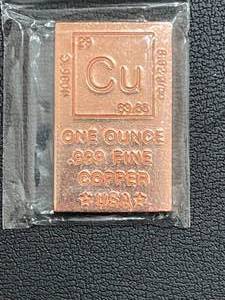 29
Cu
63.55
ONE OUNCE
.999 FINE
COPPER
☆USA☆